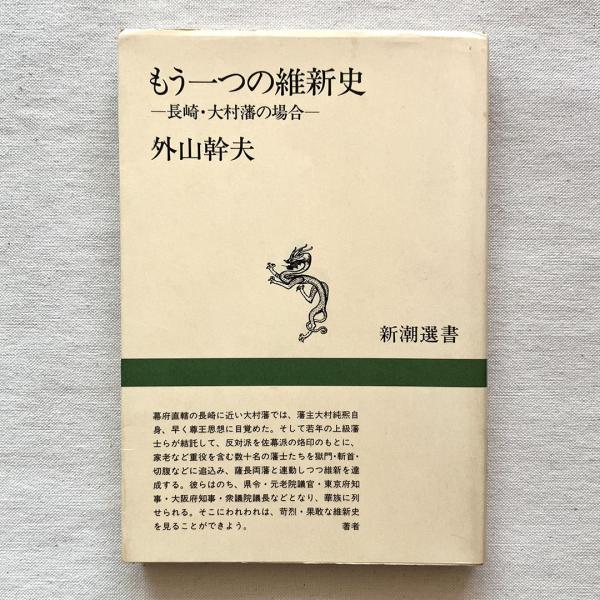 もう一つの維新史
―長崎・大村藩の場合―
外山幹夫
新潮選書
幕府直轄の長崎に近い大村藩では、藩主大村純熈自
身、早く尊王思想に目覚めた。そして若年の上級藩
士らが結託して、反対派を佐幕派の烙印のもとに、
家老など重役を含む数十名の藩士たちを獄門・斬首・
切腹などに追込み、薩長両藩と連動しつつ維新を達
成する。彼らはのち、県令・元老院議官・東京府知
事・大阪府知事・衆議院議長などとなり、華族に列
せられる。そこにわれわれは、苛烈・果敢な維新史
を見ることができよう。 著者